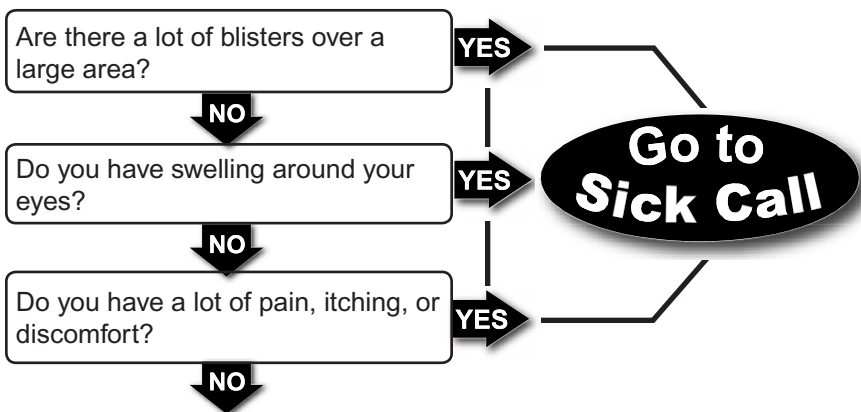 Are there a lot of blisters over a
large area?
YES
NO
Do you have swelling around your
eyes?
YES
Go to
Sick Call
NO
Do you have a lot of pain, itching, or
discomfort?
YES
NO